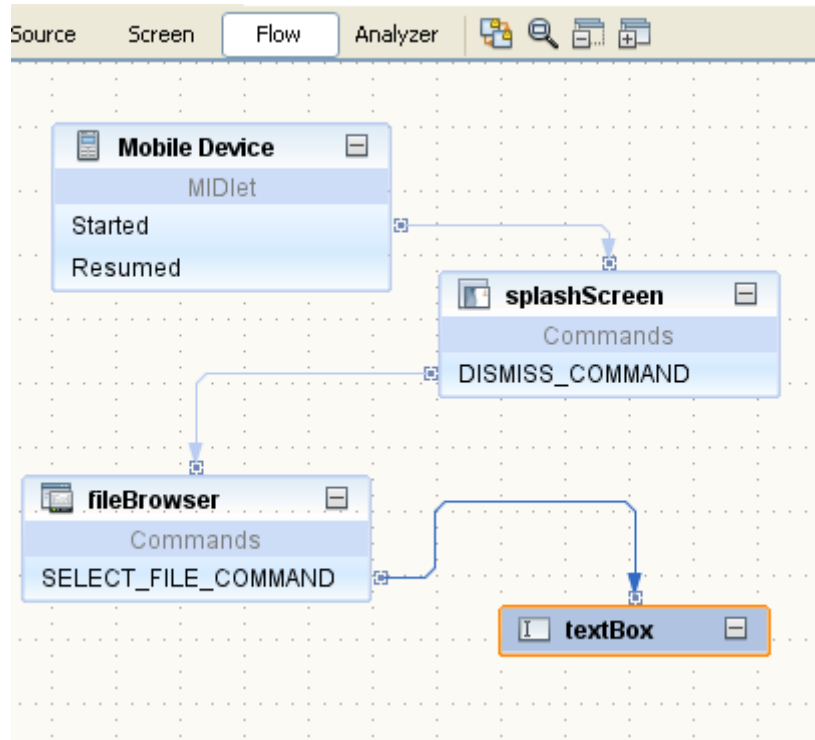 Source Screen Flow Analyzer
Mobile Device
MIDlet
Started
Resumed
splashScreen
Commands
DISMISS_COMMAND
fileBrowser
Commands
SELECT_FILE_COMMAND
textBox